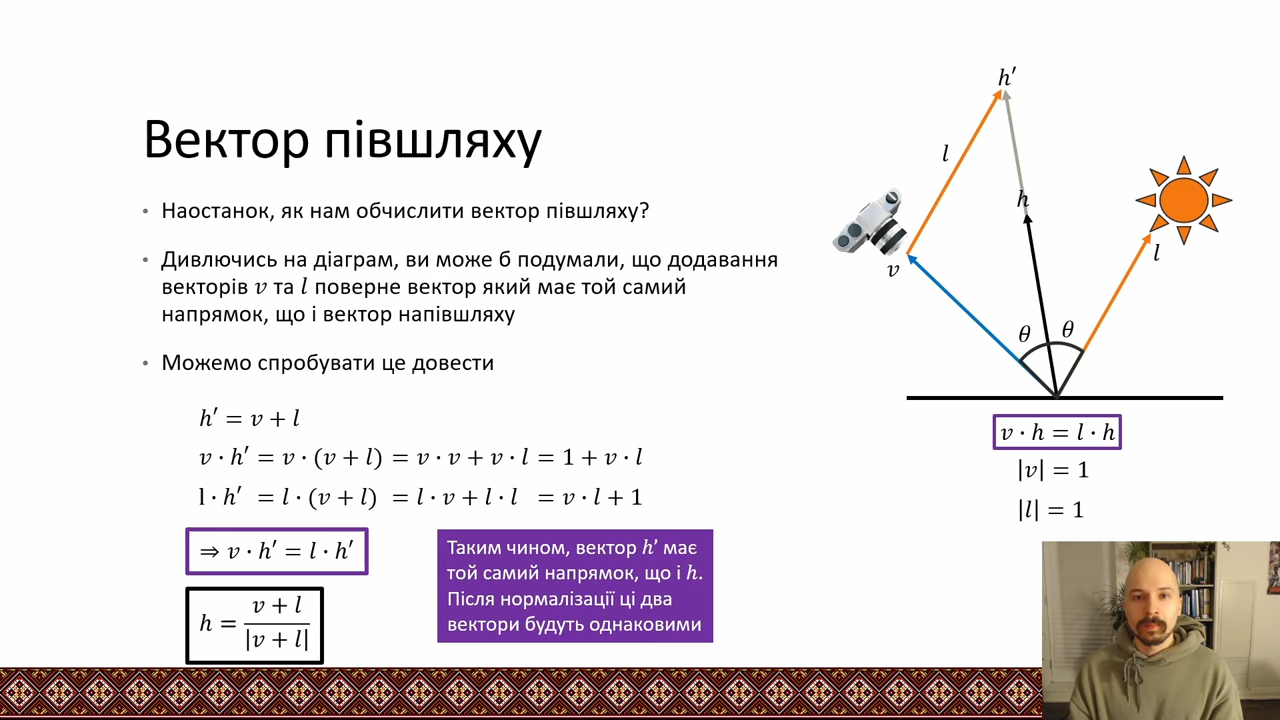 Вектор півшляху
• Наостанок, як нам обчислити вектор півшляху?
• Дивлючись на діаграм, ви може б подумали, що додавання
векторів v та l поверне вектор який має той самий
напрямок, що і вектор напівшляху
• Можемо спробувати це довести
h′ = v + l
v · h′ = v · (v + l) = v · v + v · l = 1 + v · l
l · h′ = l · (v + l) = l · v + l · l = v · l + 1
⇒ v · h′ = l · h′
h = (v + l) / |v + l|
Таким чином, вектор h’ має
той самий напрямок, що і h.
Після нормалізації ці два
вектори будуть однаковими
h′
l
h
v
l
θ
θ
v · h = l · h
|v| = 1
|l| = 1